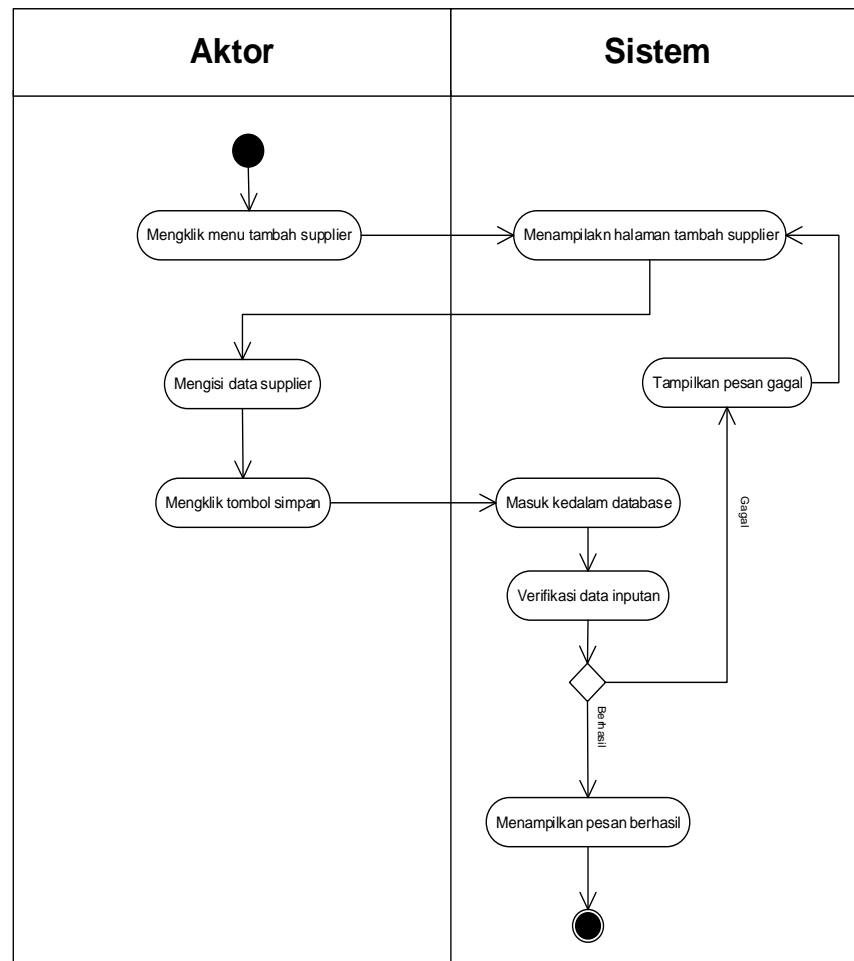 Aktor
Sistem
Mengklik menu tambah supplier
Menampilakn halaman tambah supplier
Mengisi data supplier
Tampilkan pesan gagal
Mengklik tombol simpan
Masuk kedalam database
Gagal
Verifikasi data inputan
Berhasil
Menampilkan pesan berhasil